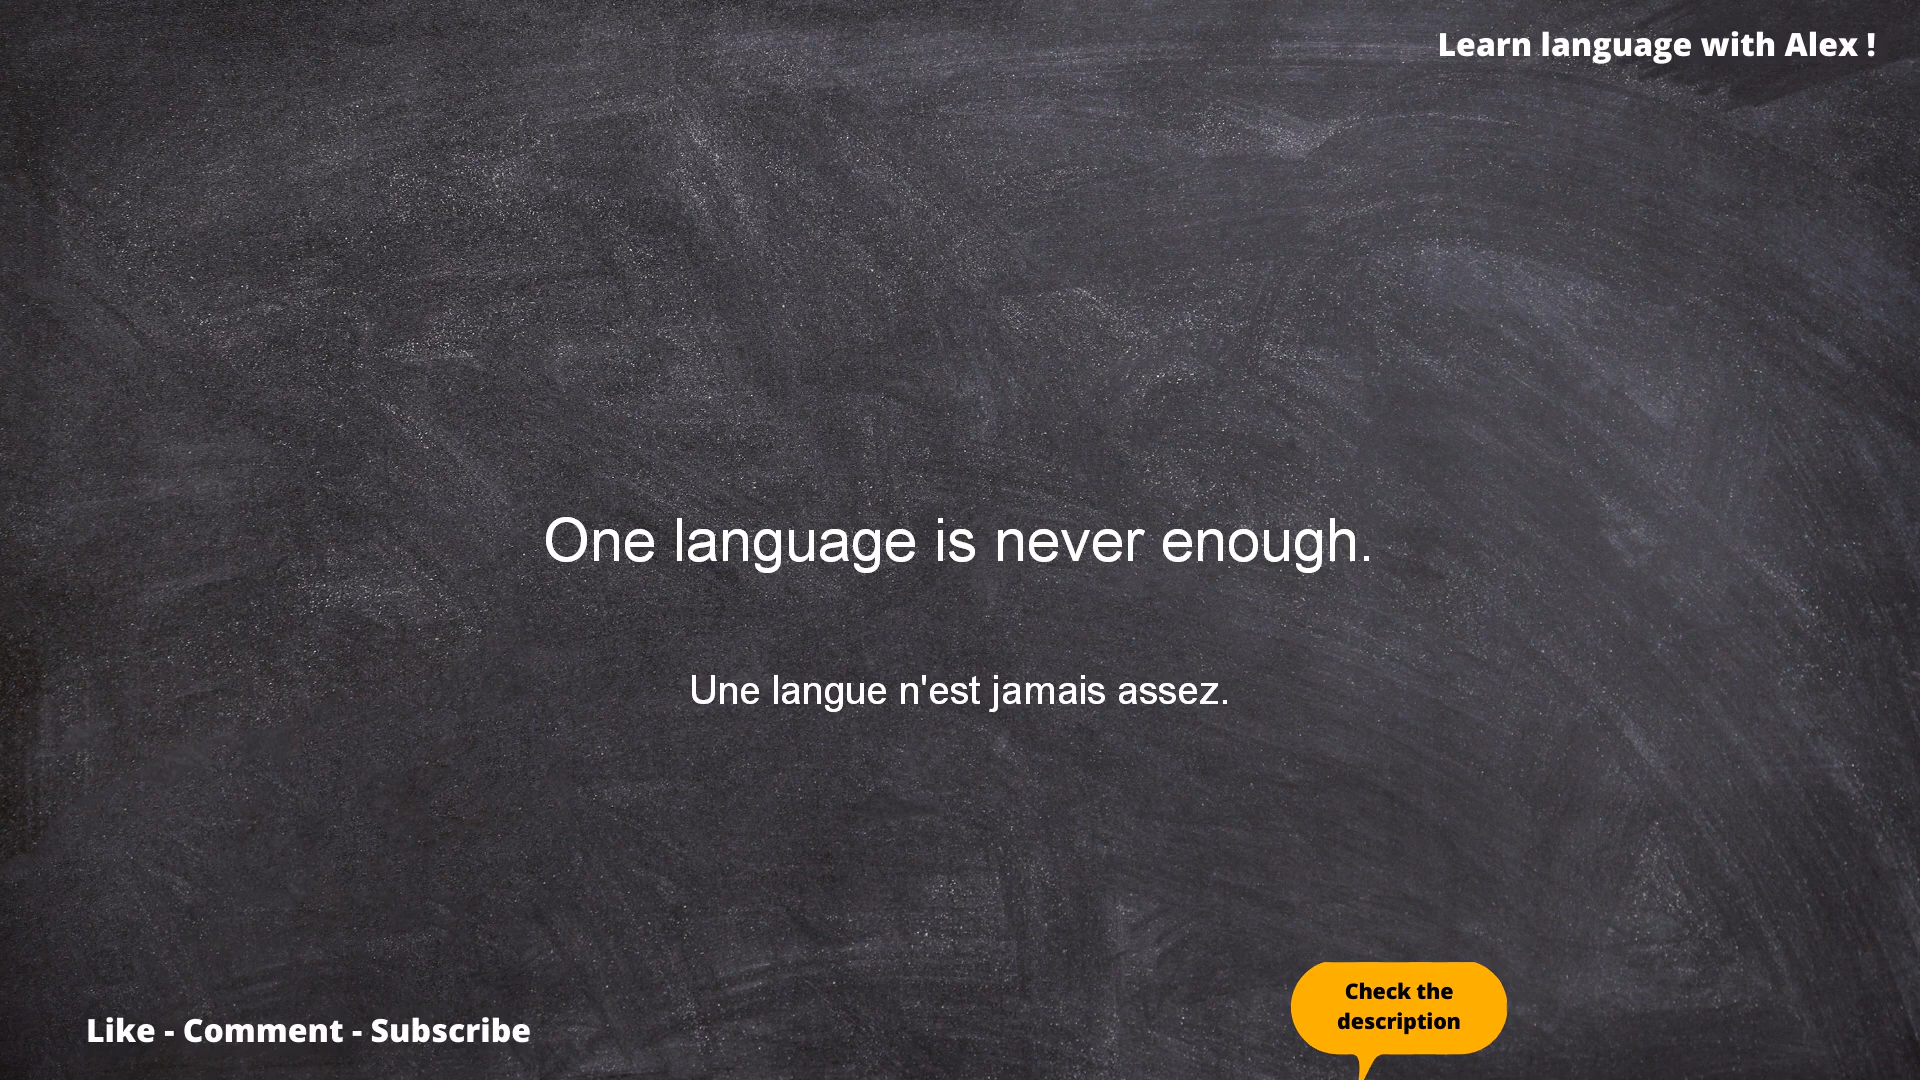 Learn language with Alex !
One language is never enough.
Une langue n'est jamais assez.
Check the
description
Like - Comment - Subscribe